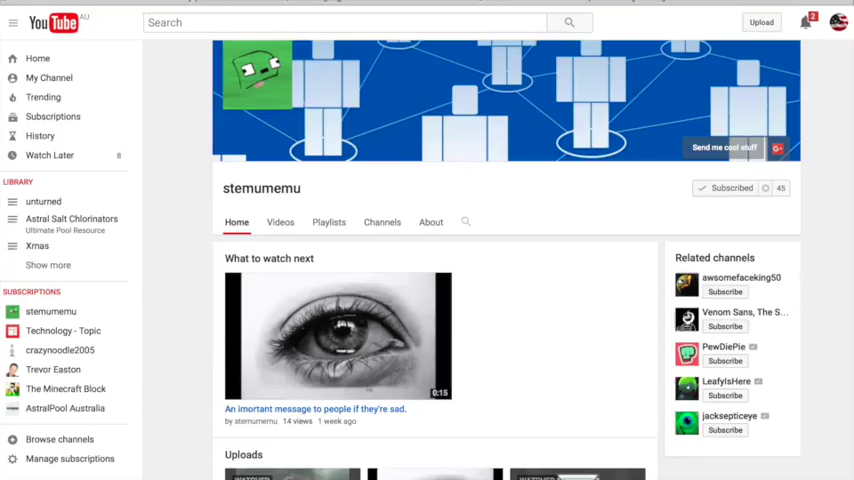 YouTube AU
Search
Upload
2
Home
My Channel
Trending
Subscriptions
History
Watch Later 8
LIBRARY
unturned
Astral Salt Chlorinators
Ultimate Pool Resource
Xmas
Show more
SUBSCRIPTIONS
stemumemu
Technology - Topic
crazynoodle2005
Trevor Easton
The Minecraft Block
AstralPool Australia
Browse channels
Manage subscriptions
Send me cool stuff G+
stemumemu
Subscribed 45
Home Videos Playlists Channels About
What to watch next
0:15
An imortant message to people if they're sad.
by stemumemu 14 views 1 week ago
Uploads
WATCHED
WATCHED
Related channels
awsomefaceking50
Subscribe
Venom Sans, The S...
Subscribe
PewDiePie
Subscribe
LeafyIsHere
Subscribe
jacksepticeye
Subscribe